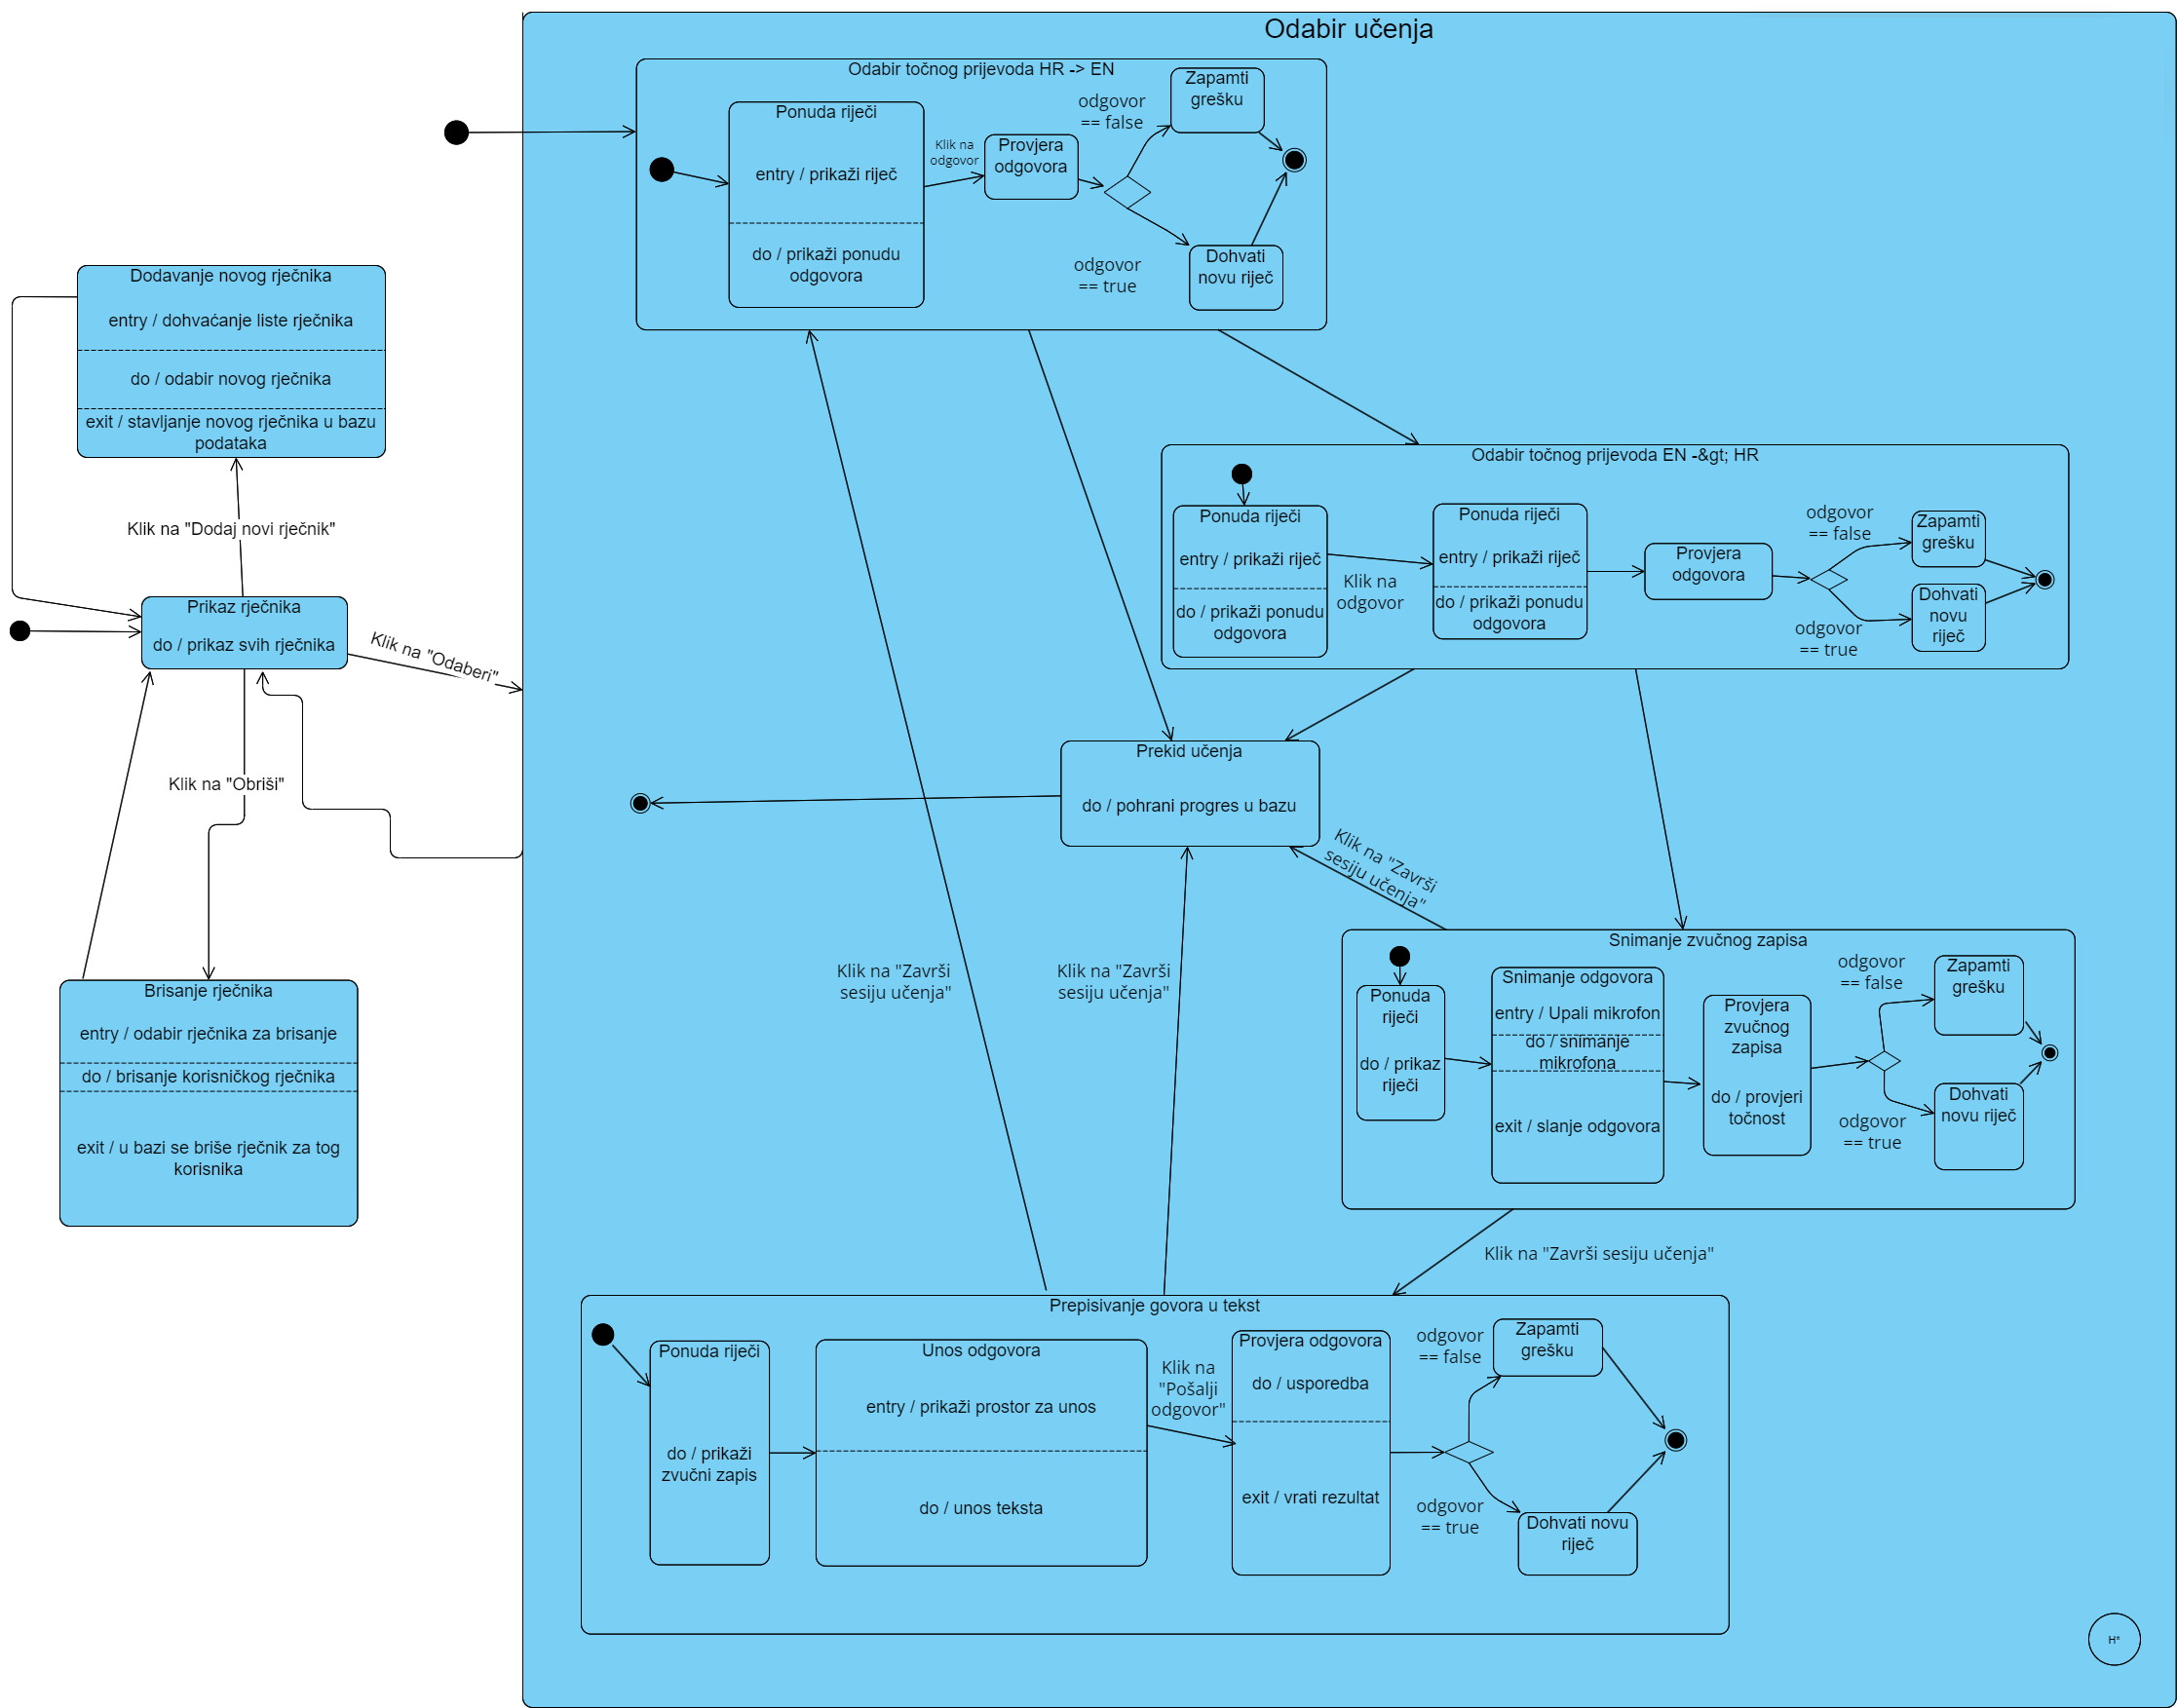 Odabir učenja
Odabir točnog prijevoda HR -> EN
Ponuda riječi
entry / prikaži riječ
do / prikaži ponudu
odgovora
Klik na
odgovor
Provjera
odgovora
odgovor
== false
Zapamti
grešku
odgovor
== true
Dohvati
novu riječ
Dodavanje novog rječnika
entry / dohvaćanje liste rječnika
do / odabir novog rječnika
exit / stavljanje novog rječnika u bazu
podataka
Klik na "Dodaj novi rječnik"
Prikaz rječnika
do / prikaz svih rječnika
Klik na "Odaberi"
Klik na "Obriši"
Brisanje rječnika
entry / odabir rječnika za brisanje
do / brisanje korisničkog rječnika
exit / u bazi se briše rječnik za tog
korisnika
Odabir točnog prijevoda EN -&gt; HR
Ponuda riječi
entry / prikaži riječ
do / prikaži ponudu
odgovora
Klik na
odgovor
Ponuda riječi
entry / prikaži riječ
do / prikaži ponudu
odgovora
Provjera
odgovora
odgovor
== false
Zapamti
grešku
odgovor
== true
Dohvati
novu
riječ
Prekid učenja
do / pohrani progres u bazu
Klik na "Završi
sesiju učenja"
Klik na "Završi
sesiju učenja"
Klik na "Završi
sesiju učenja"
Snimanje zvučnog zapisa
Ponuda
riječi
do / prikaz
riječi
Snimanje odgovora
entry / Upali mikrofon
do / snimanje
mikrofona
exit / slanje odgovora
Provjera
zvučnog
zapisa
do / provjeri
točnost
odgovor
== false
Zapamti
grešku
odgovor
== true
Dohvati
novu riječ
Klik na "Završi sesiju učenja"
Prepisivanje govora u tekst
Ponuda riječi
do / prikaži
zvučni zapis
Unos odgovora
entry / prikaži prostor za unos
do / unos teksta
Klik na
"Pošalji
odgovor"
Provjera odgovora
do / usporedba
exit / vrati rezultat
odgovor
== false
Zapamti
grešku
odgovor
== true
Dohvati novu
riječ
H*